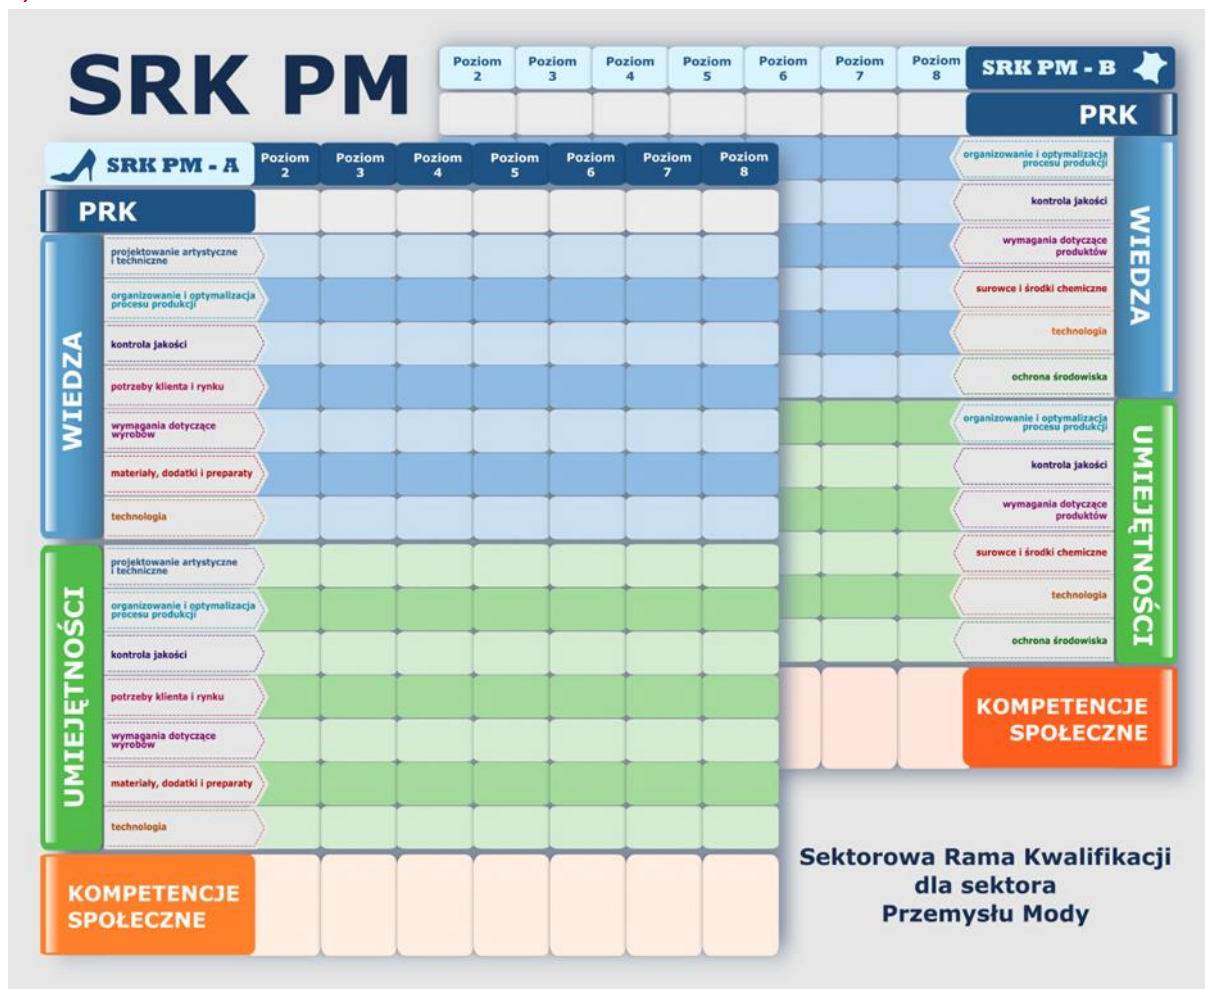 SRK PM
Poziom 2
Poziom 3
Poziom 4
Poziom 5
Poziom 6
Poziom 7
Poziom 8
SRK PM - B
PRK
WIEDZA
organizowanie i optymalizacja
procesu produkcji
kontrola jakości
wymagania dotyczące
produktów
surowce i środki chemiczne
technologia
ochrona środowiska
UMIEJĘTNOŚCI
organizowanie i optymalizacja
procesu produkcji
kontrola jakości
wymagania dotyczące
produktów
surowce i środki chemiczne
technologia
ochrona środowiska
KOMPETENCJE
SPOŁECZNE
SRK PM - A
Poziom 2
Poziom 3
Poziom 4
Poziom 5
Poziom 6
Poziom 7
Poziom 8
PRK
WIEDZA
projektowanie artystyczne
i techniczne
organizowanie i optymalizacja
procesu produkcji
kontrola jakości
potrzeby klienta i rynku
wymagania dotyczące
wyrobów
materiały, dodatki i preparaty
technologia
UMIEJĘTNOŚCI
projektowanie artystyczne
i techniczne
organizowanie i optymalizacja
procesu produkcji
kontrola jakości
potrzeby klienta i rynku
wymagania dotyczące
wyrobów
materiały, dodatki i preparaty
technologia
KOMPETENCJE
SPOŁECZNE
Sektorowa Rama Kwalifikacji
dla sektora
Przemysłu Mody